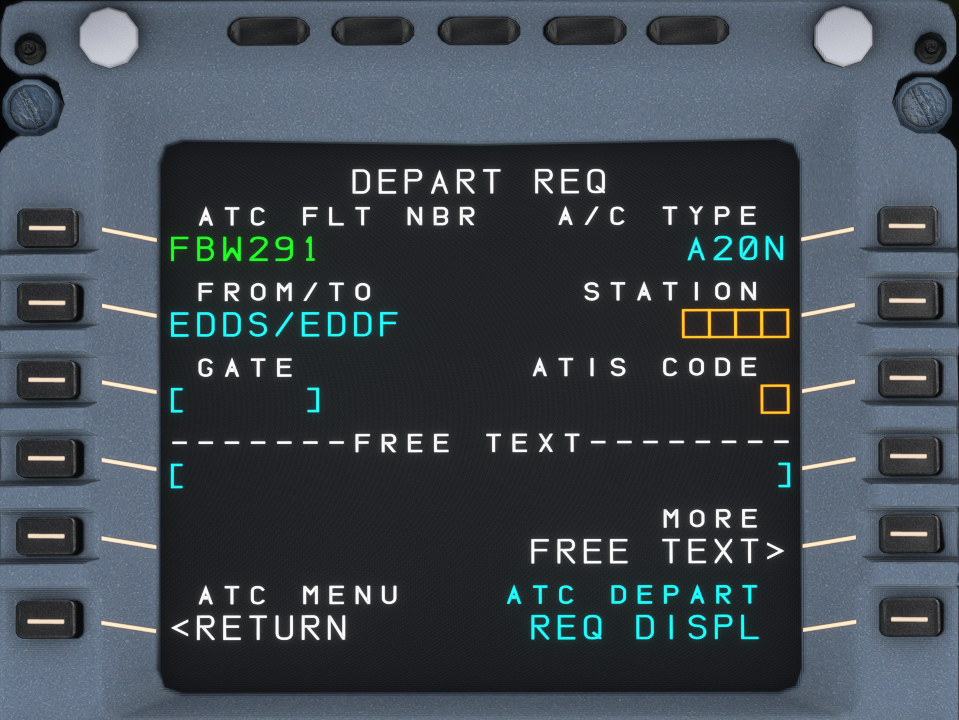 DEPART REQ
ATC FLT NBR A/C TYPE
FBW291 A20N
FROM/TO STATION
EDDS/EDDF
GATE ATIS CODE
[ ]
-------FREE TEXT--------
[ ]
MORE
FREE TEXT>
ATC MENU ATC DEPART
<RETURN REQ DISPL